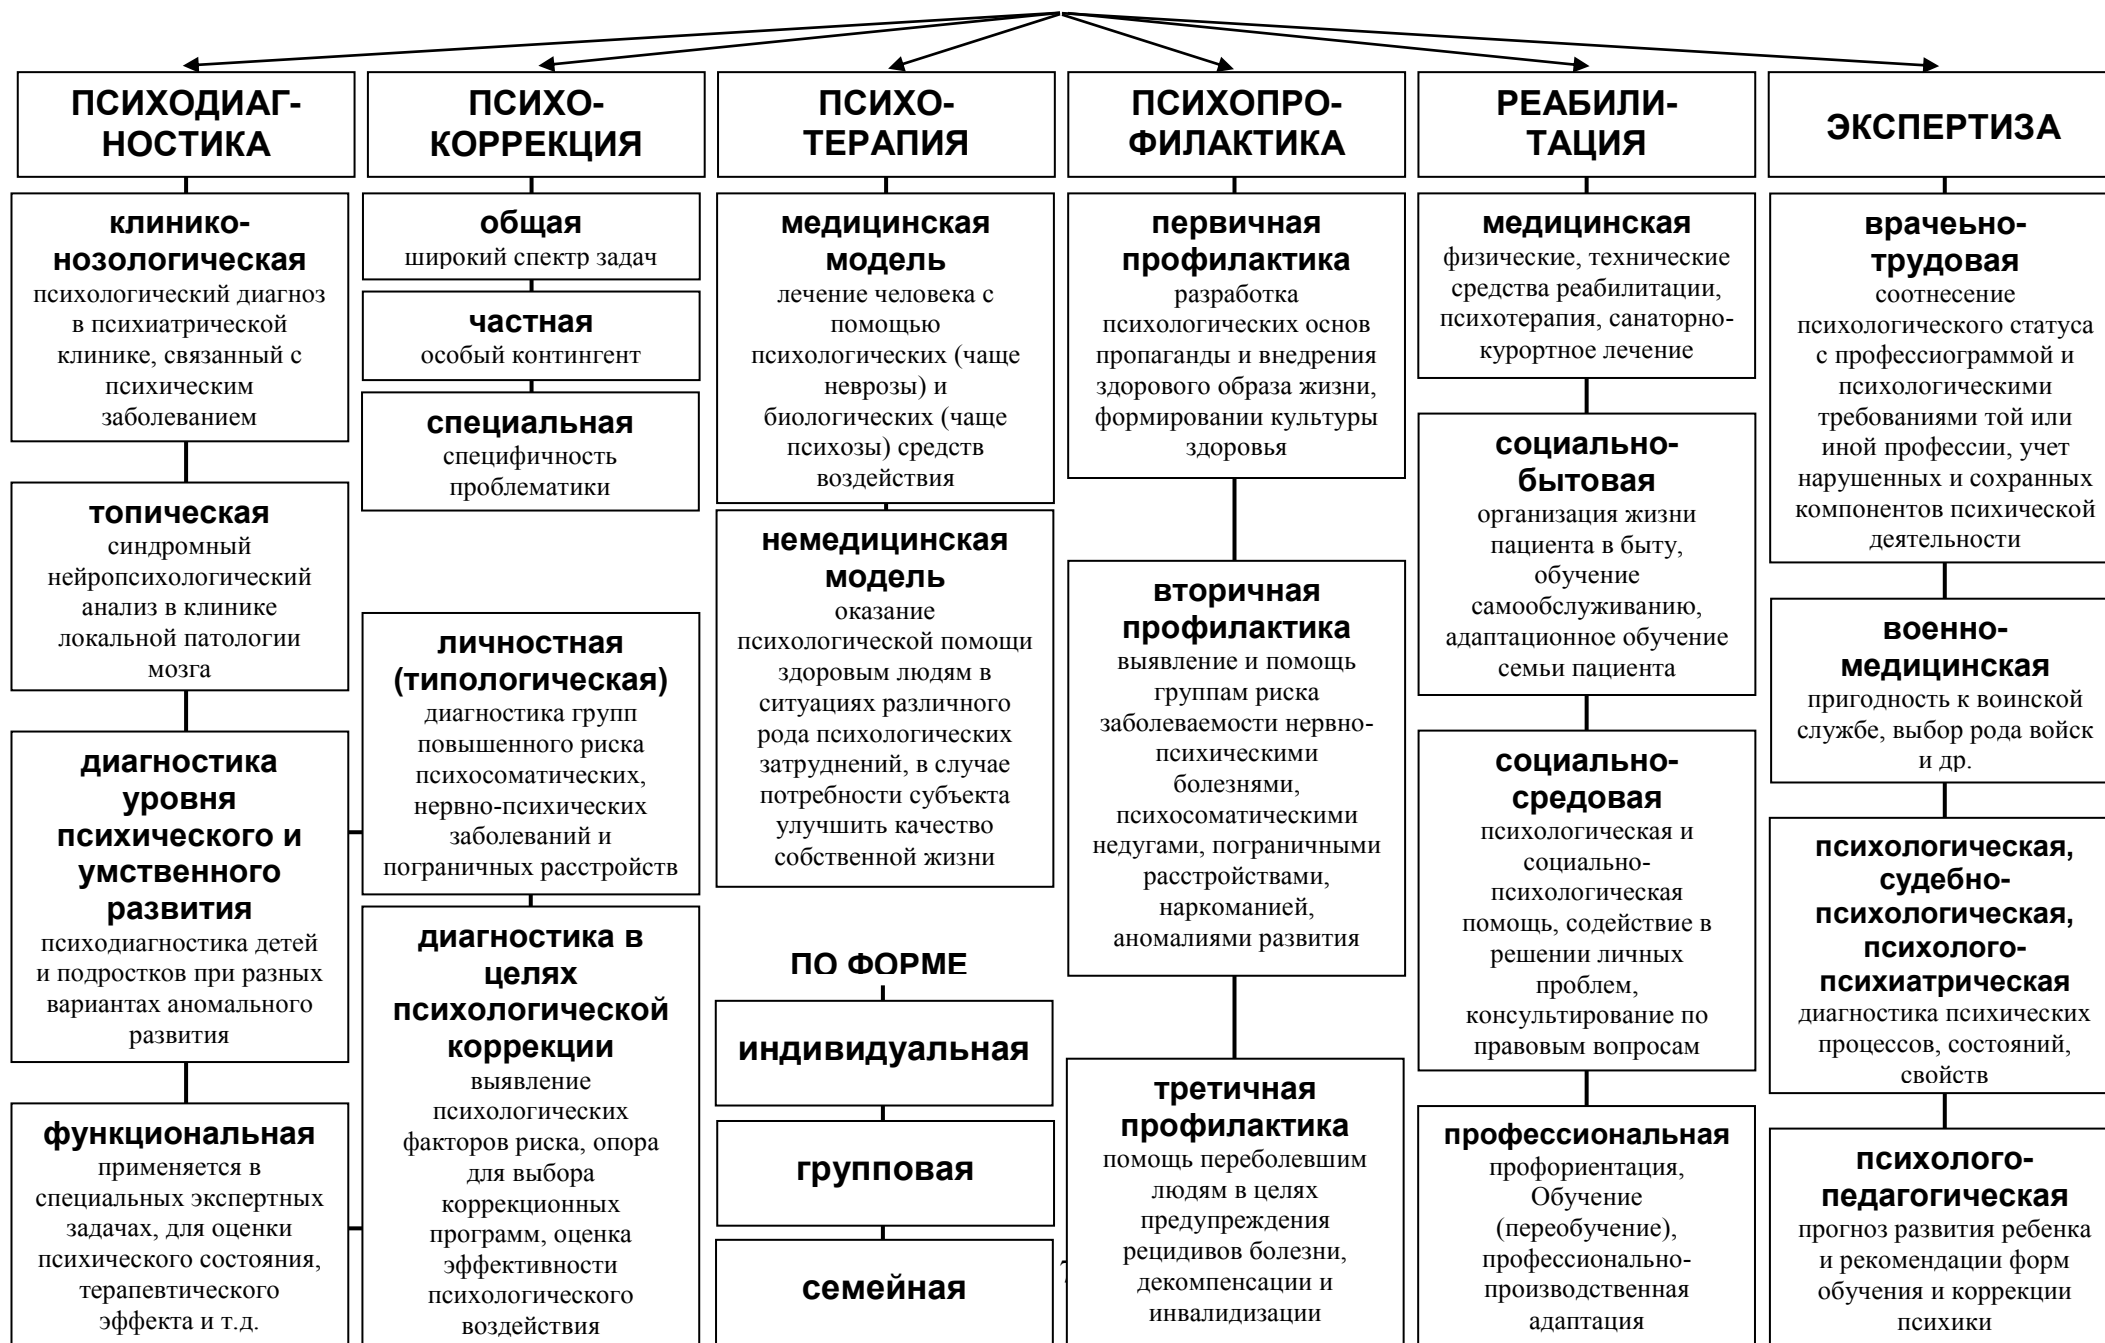 ПСИХОДИАГ-
НОСТИКА
клинико-
нозологическая
психологический диагноз
в психиатрической
клинике, связанный с
психическим
заболеванием
топическая
синдромный
нейропсихологический
анализ в клинике
локальной патологии
мозга
диагностика
уровня
психического и
умственного
развития
психодиагностика детей
и подростков при разных
вариантах аномального
развития
функциональная
применяется в
специальных экспертных
задачах, для оценки
психического состояния,
терапевтического
эффекта и т.д.
ПСИХО-
КОРРЕКЦИЯ
общая
широкий спектр задач
частная
особый контингент
специальная
специфичность
проблематики
личностная
(типологическая)
диагностика групп
повышенного риска
психосоматических,
нервно-психических
заболеваний и
пограничных расстройств
диагностика в
целях
психологической
коррекции
выявление
психологических
факторов риска, опора
для выбора
коррекционных
программ, оценка
эффективности
психологического
воздействия
ПСИХО-
ТЕРАПИЯ
медицинская
модель
лечение человека с
помощью
психологических (чаще
неврозы) и
биологических (чаще
психозы) средств
воздействия
немедицинская
модель
оказание
психологической помощи
здоровым людям в
ситуациях различного
рода психологических
затруднений, в случае
потребности субъекта
улучшить качество
собственной жизни
ПО ФОРМЕ
индивидуальная
групповая
семейная
ПСИХОПРО-
ФИЛАКТИКА
первичная
профилактика
разработка
психологических основ
пропаганды и внедрения
здорового образа жизни,
формировании культуры
здоровья
вторичная
профилактика
выявление и помощь
группам риска
заболеваемости нервно-
психическими
болезнями,
психосоматическими
недугами, пограничными
расстройствами,
наркоманией,
аномалиями развития
третичная
профилактика
помощь переболевшим
людям в целях
предупреждения
рецидивов болезни,
декомпенсации и
инвалидизации
РЕАБИЛИ-
ТАЦИЯ
медицинская
физические, технические
средства реабилитации,
психотерапия, санаторно-
курортное лечение
социально-
бытовая
организация жизни
пациента в быту,
обучение
самообслуживанию,
адаптационное обучение
семьи пациента
социально-
средовая
психологическая и
социально-
психологическая
помощь, содействие в
решении личных
проблем,
консультирование по
правовым вопросам
профессиональная
профориентация,
Обучение
(переобучение),
профессионально-
производственная
адаптация
ЭКСПЕРТИЗА
врачеьно-
трудовая
соотнесение
психологического статуса
с профессиограммой и
психологическими
требованиями той или
иной профессии, учет
нарушенных и сохранных
компонентов психической
деятельности
военно-
медицинская
пригодность к воинской
службе, выбор рода войск
и др.
психологическая,
судебно-
психологическая,
психолого-
психиатрическая
диагностика психических
процессов, состояний,
свойств
психолого-
педагогическая
прогноз развития ребенка
и рекомендации форм
обучения и коррекции
психики